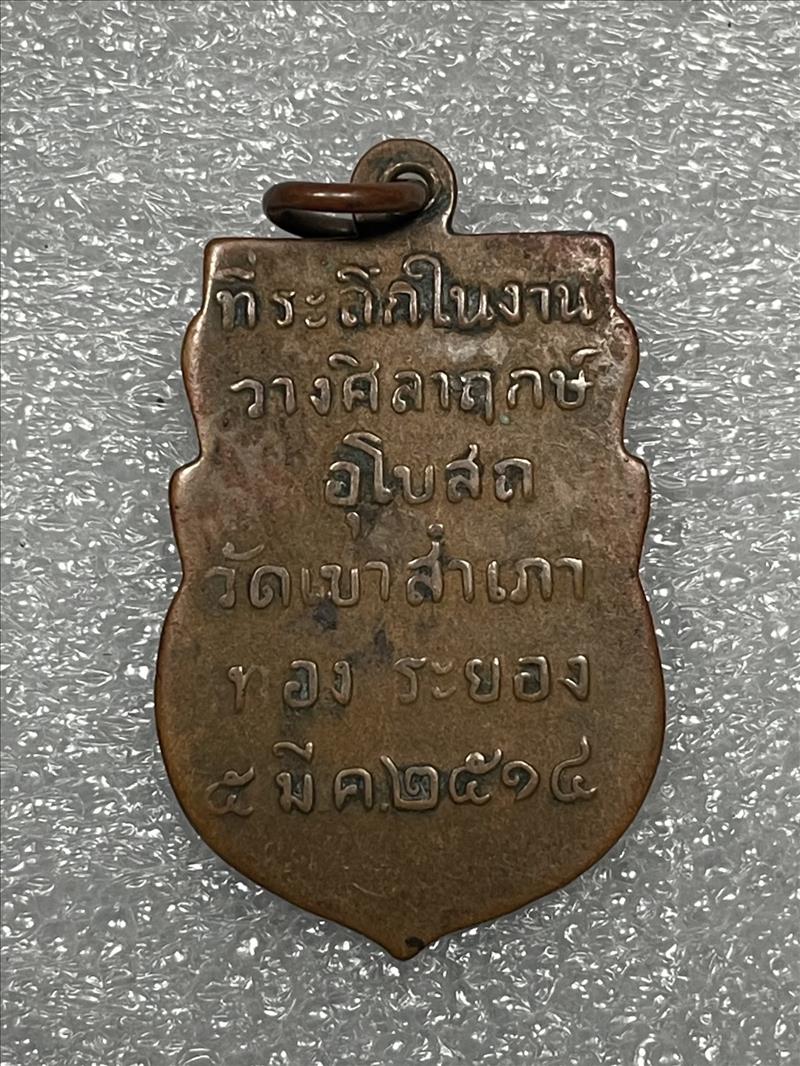 ที่ระลึกในงาน
วางศิลาฤกษ์
อุโบสถ
วัดเขาสำเภา
ทอง ระยอง
๕ มี ค ๒๕๑๔